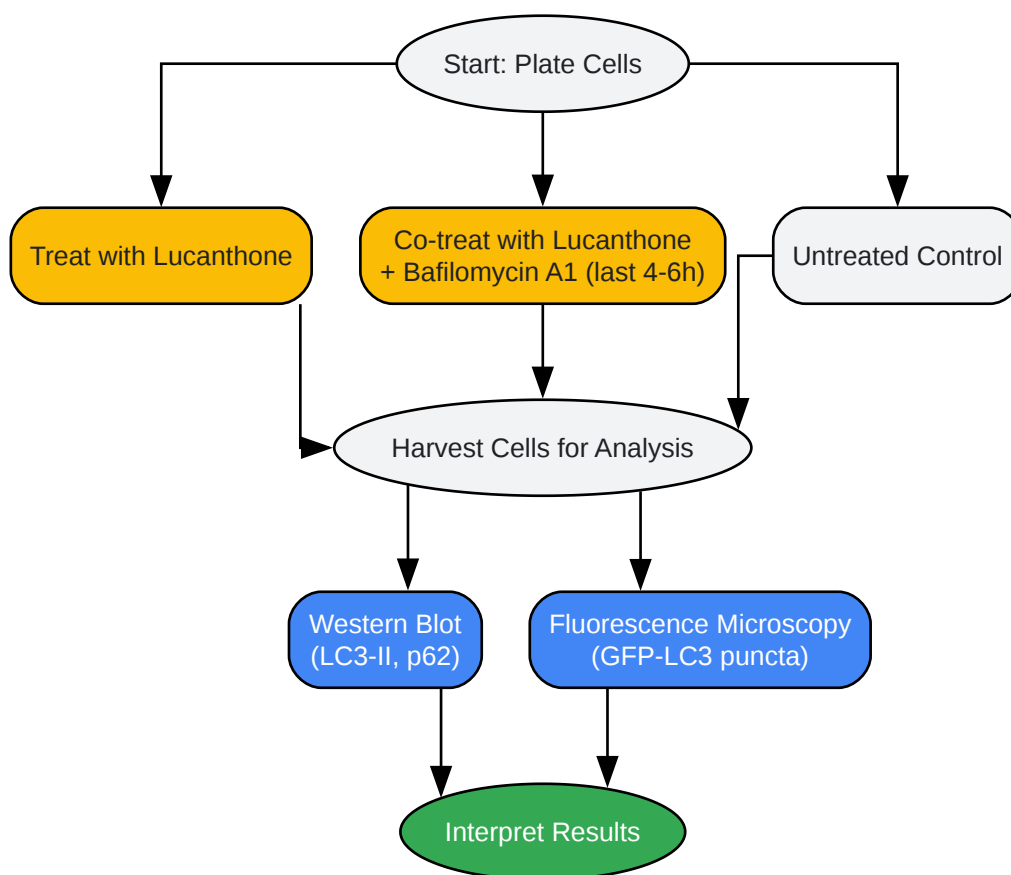 Start: Plate Cells
Treat with Lucanthone
Co-treat with Lucanthone
+ Bafilomycin A1 (last 4-6h)
Untreated Control
Harvest Cells for Analysis
Western Blot
(LC3-II, p62)
Fluorescence Microscopy
(GFP-LC3 puncta)
Interpret Results